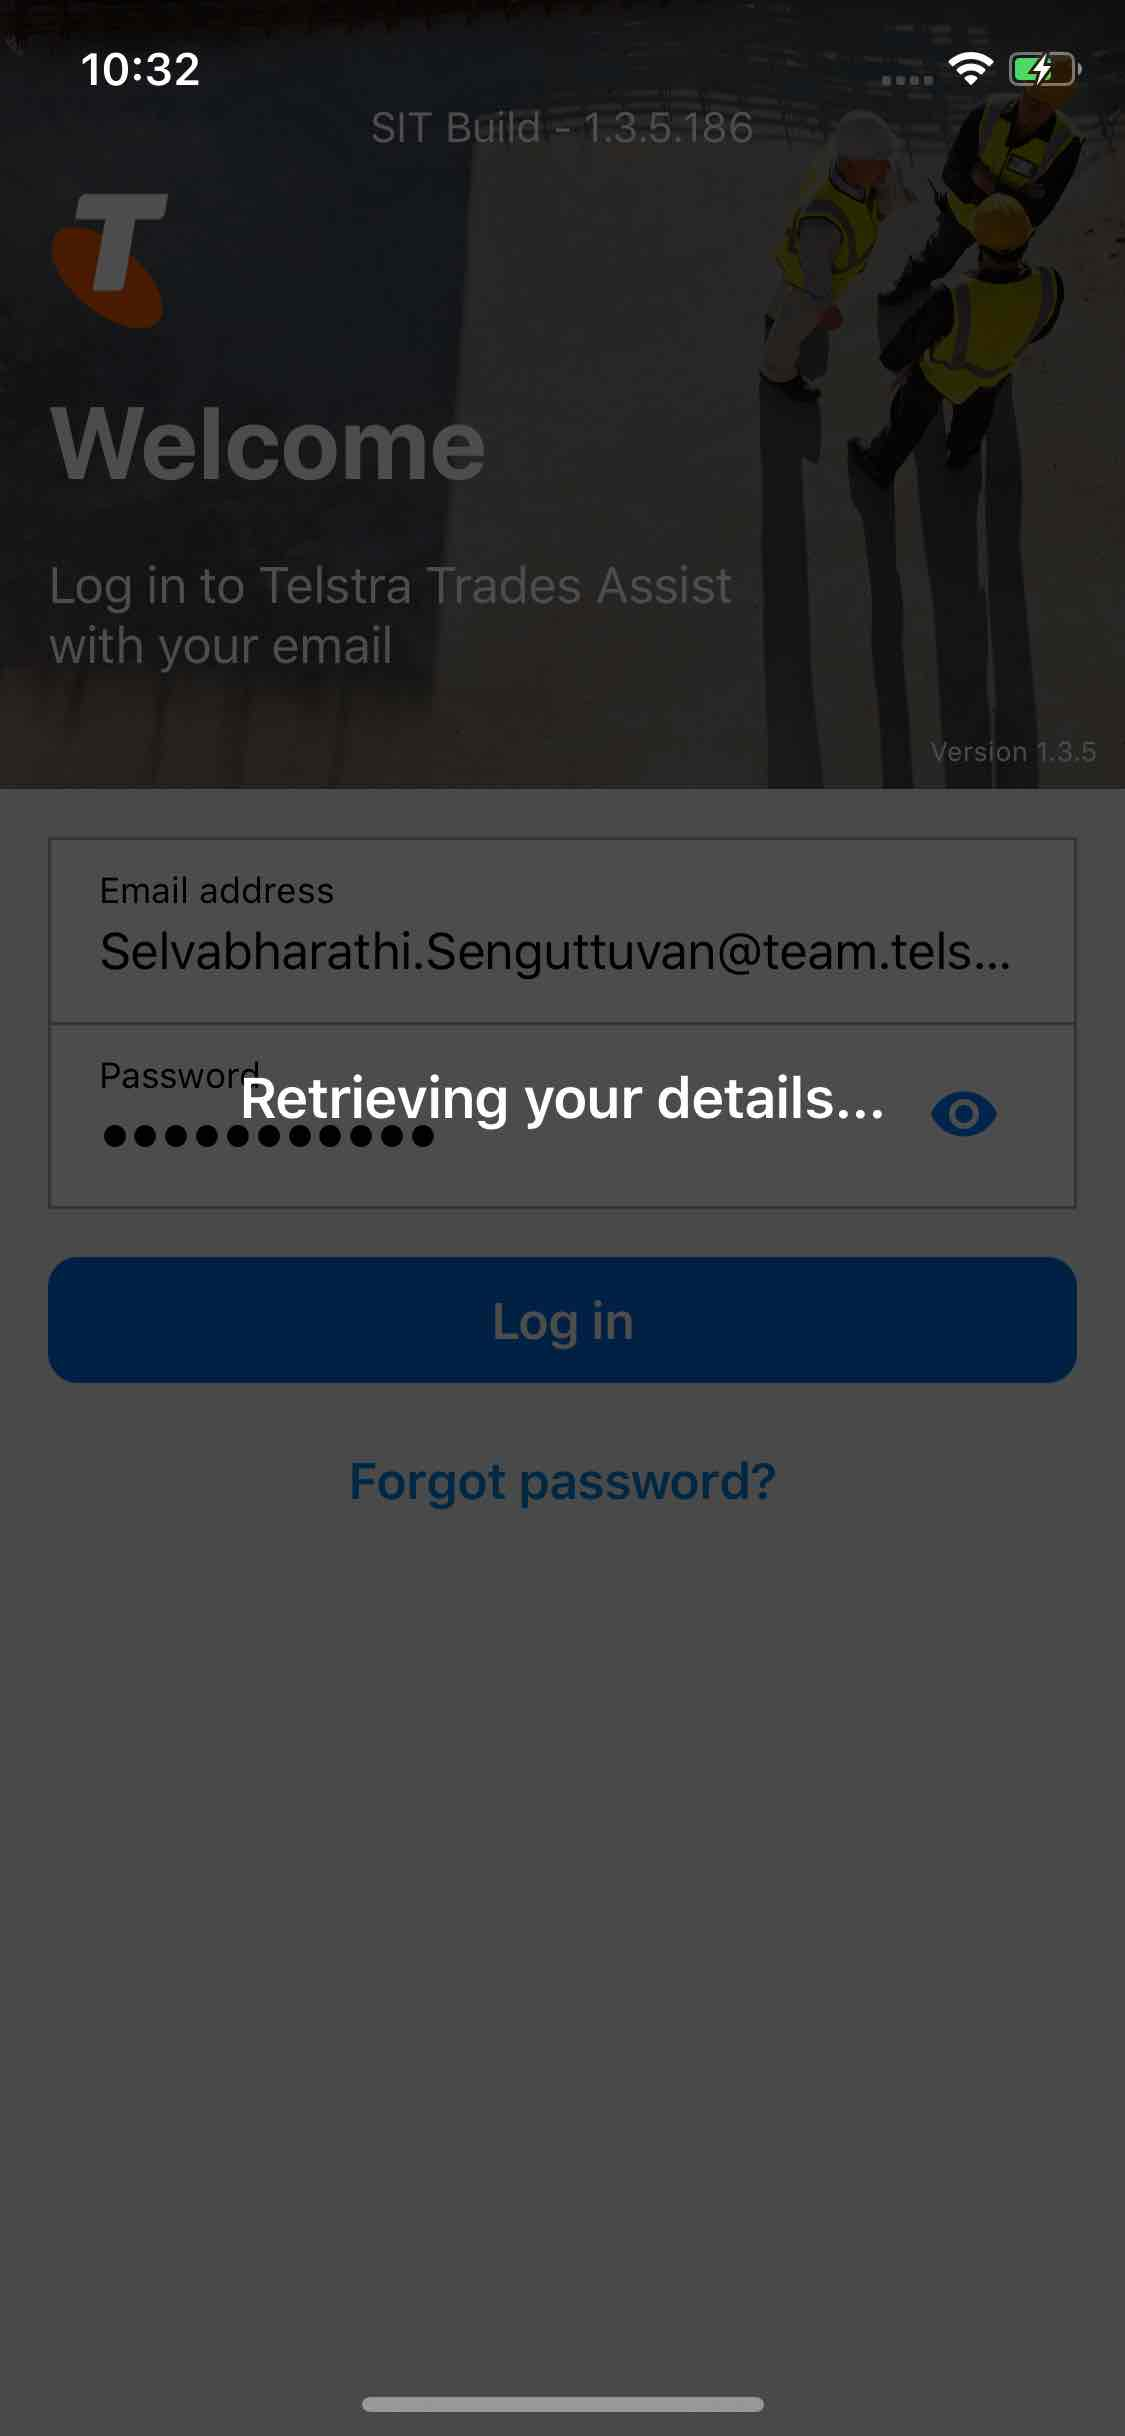 10:32
SIT Build - 1.3.5.186
T
Welcome
Log in to Telstra Trades Assist
with your email
Version 1.3.5
Email address
Selvabharathi.Senguttuvan@team.tels...
Password
Retrieving your details...
Log in
Forgot password?